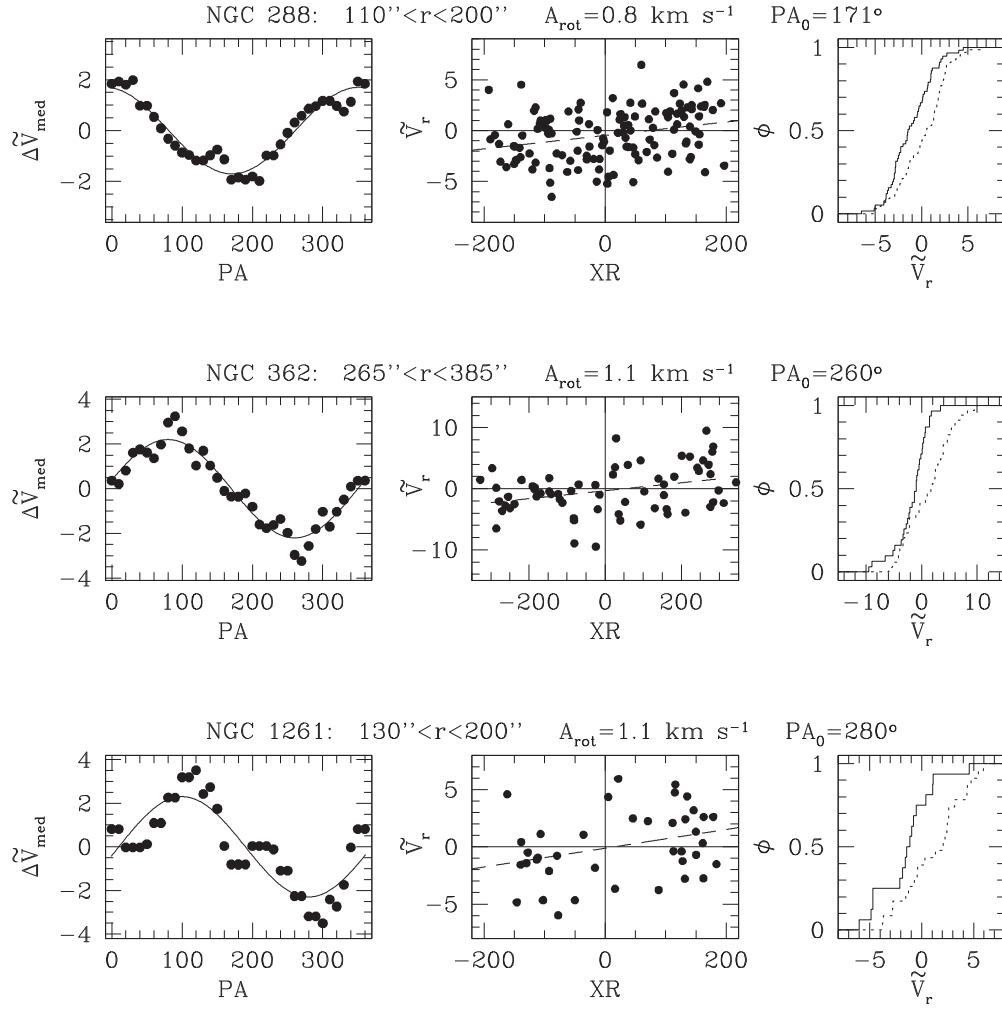 NGC 288: 110''<r<200'' A_rot=0.8 km s⁻¹ PA₀=171°
ΔṼ_med
2
0
−2
0 100 200 300
PA
Ṽ_r
5
0
−5
−200 0 200
XR
ϕ
1
0.5
0
−5 0 5
Ṽ_r
NGC 362: 265''<r<385'' A_rot=1.1 km s⁻¹ PA₀=260°
ΔṼ_med
4
2
0
−2
−4
0 100 200 300
PA
Ṽ_r
10
0
−10
−200 0 200
XR
ϕ
1
0.5
0
−10 0 10
Ṽ_r
NGC 1261: 130''<r<200'' A_rot=1.1 km s⁻¹ PA₀=280°
ΔṼ_med
4
2
0
−2
−4
0 100 200 300
PA
Ṽ_r
5
0
−5
−200 0 200
XR
ϕ
1
0.5
0
−5 0 5
Ṽ_r